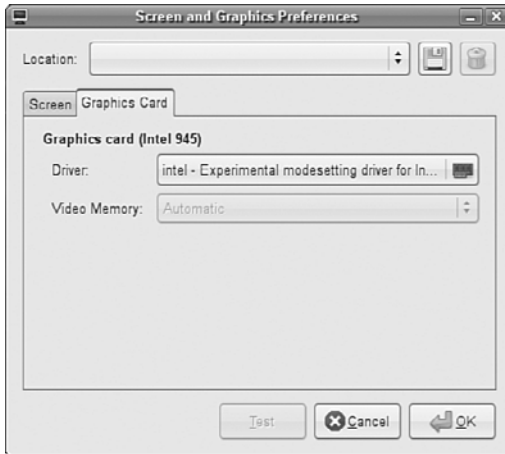 Screen and Graphics Preferences
Location:
Screen Graphics Card
Graphics card (Intel 945)
Driver: intel - Experimental modesetting driver for In...
Video Memory: Automatic
Test Cancel OK